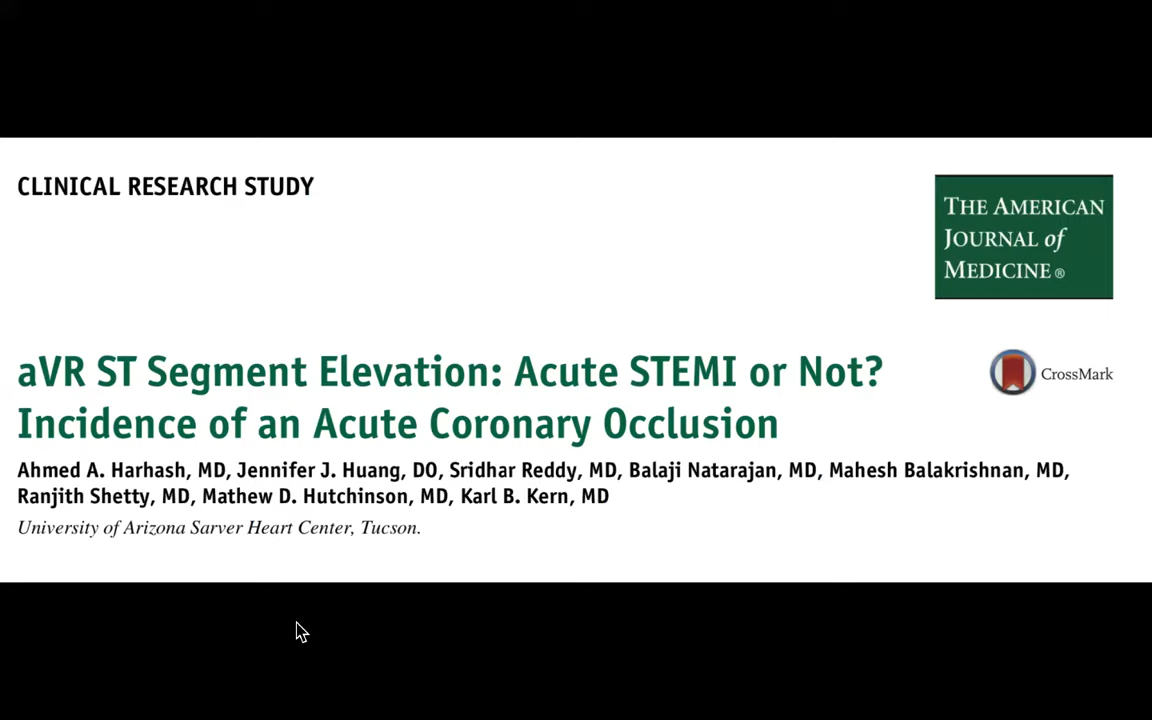 CLINICAL RESEARCH STUDY
THE AMERICAN
JOURNAL of
MEDICINE ®
aVR ST Segment Elevation: Acute STEMI or Not?
CrossMark
Incidence of an Acute Coronary Occlusion
Ahmed A. Harhash, MD, Jennifer J. Huang, DO, Sridhar Reddy, MD, Balaji Natarajan, MD, Mahesh Balakrishnan, MD,
Ranjith Shetty, MD, Mathew D. Hutchinson, MD, Karl B. Kern, MD
University of Arizona Sarver Heart Center, Tucson.